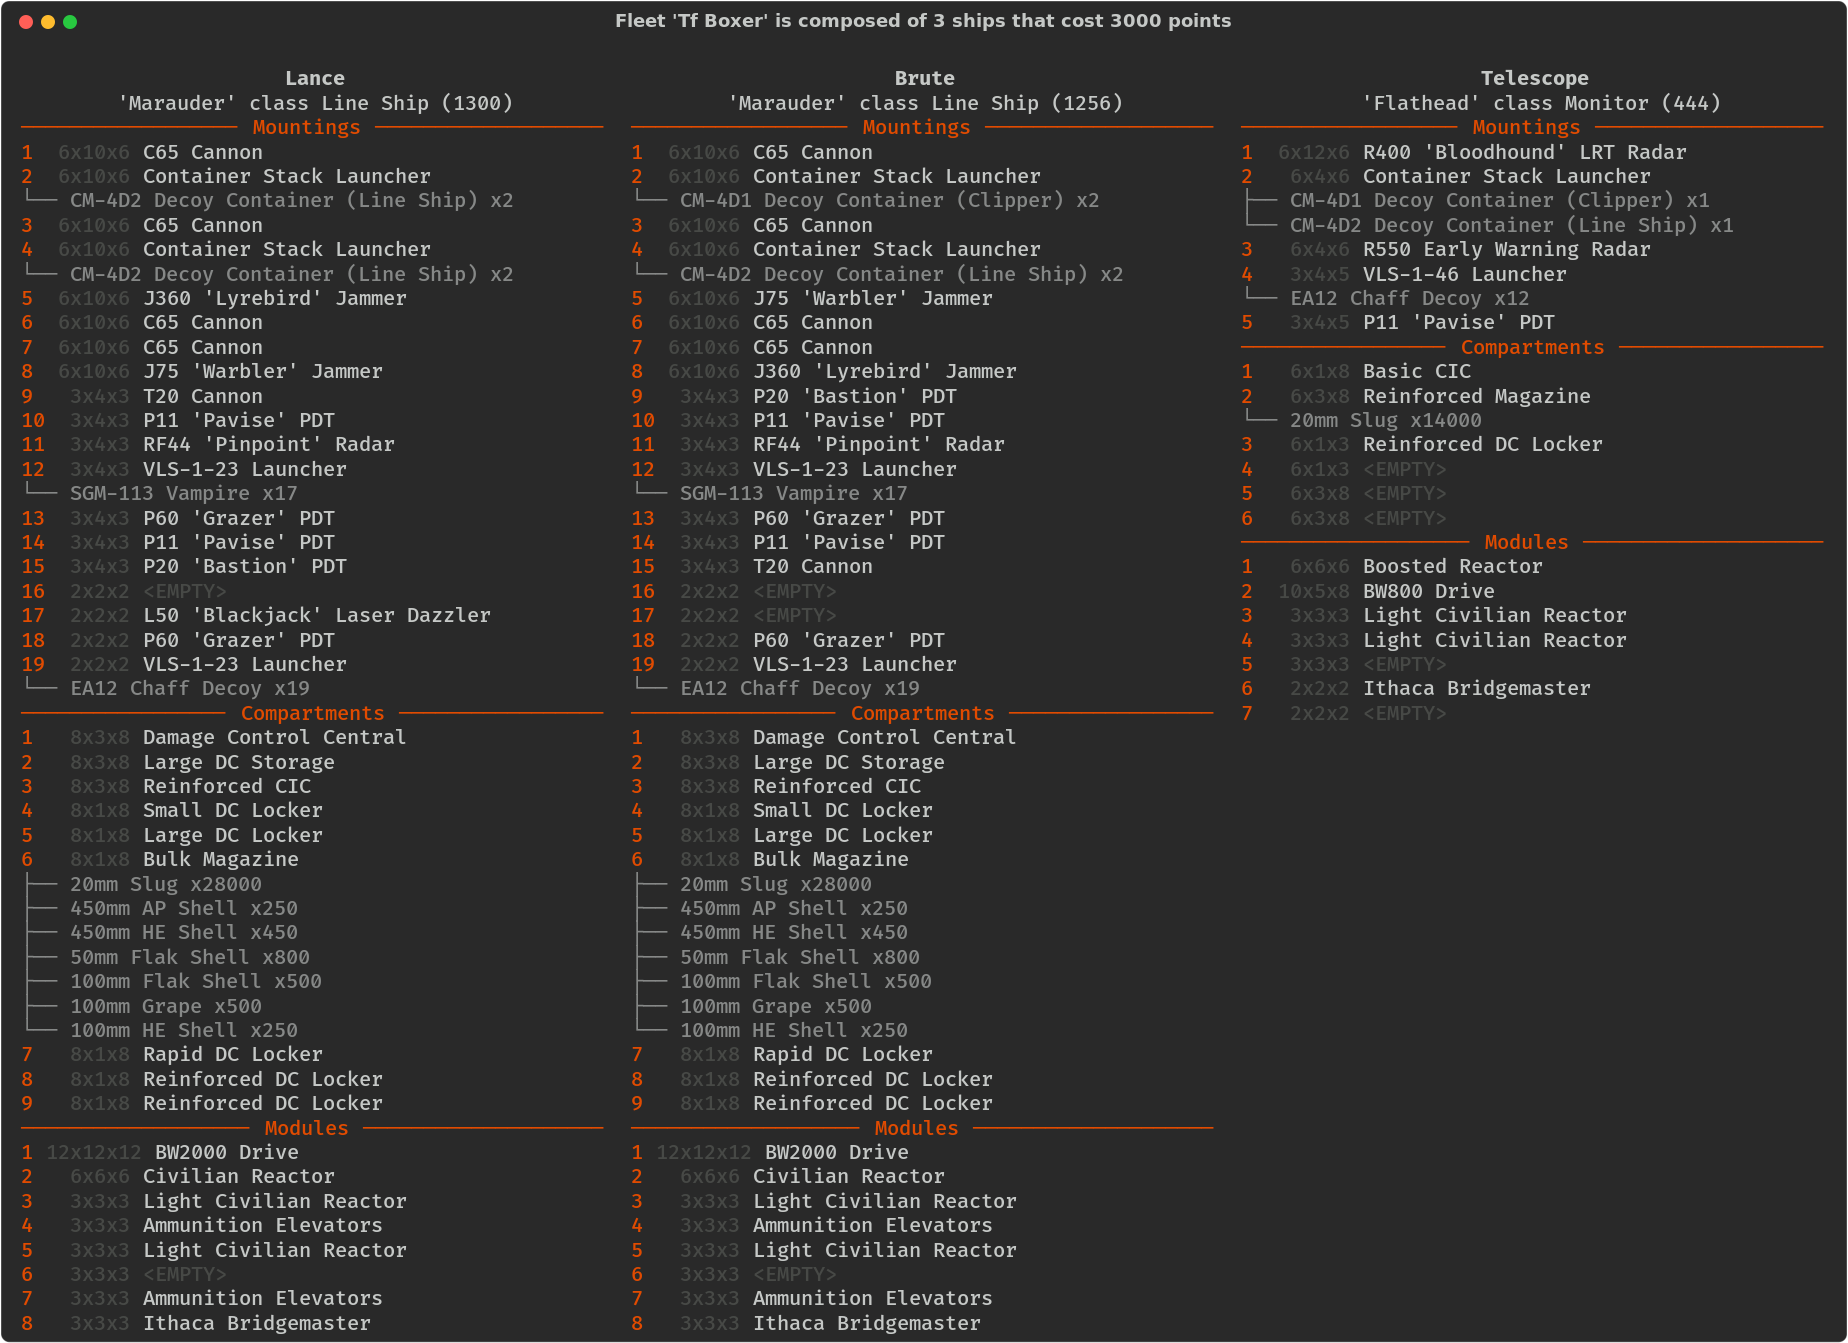 Fleet 'Tf Boxer' is composed of 3 ships that cost 3000 points
Lance
'Marauder' class Line Ship (1300)
Mountings
1 6x10x6 C65 Cannon
2 6x10x6 Container Stack Launcher
└── CM-4D2 Decoy Container (Line Ship) x2
3 6x10x6 C65 Cannon
4 6x10x6 Container Stack Launcher
└── CM-4D2 Decoy Container (Line Ship) x2
5 6x10x6 J360 'Lyrebird' Jammer
6 6x10x6 C65 Cannon
7 6x10x6 C65 Cannon
8 6x10x6 J75 'Warbler' Jammer
9 3x4x3 T20 Cannon
10 3x4x3 P11 'Pavise' PDT
11 3x4x3 RF44 'Pinpoint' Radar
12 3x4x3 VLS-1-23 Launcher
└── SGM-113 Vampire x17
13 3x4x3 P60 'Grazer' PDT
14 3x4x3 P11 'Pavise' PDT
15 3x4x3 P20 'Bastion' PDT
16 2x2x2 <EMPTY>
17 2x2x2 L50 'Blackjack' Laser Dazzler
18 2x2x2 P60 'Grazer' PDT
19 2x2x2 VLS-1-23 Launcher
└── EA12 Chaff Decoy x19
Compartments
1 8x3x8 Damage Control Central
2 8x3x8 Large DC Storage
3 8x3x8 Reinforced CIC
4 8x1x8 Small DC Locker
5 8x1x8 Large DC Locker
6 8x1x8 Bulk Magazine
├── 20mm Slug x28000
├── 450mm AP Shell x250
├── 450mm HE Shell x450
├── 50mm Flak Shell x800
├── 100mm Flak Shell x500
├── 100mm Grape x500
└── 100mm HE Shell x250
7 8x1x8 Rapid DC Locker
8 8x1x8 Reinforced DC Locker
9 8x1x8 Reinforced DC Locker
Modules
1 12x12x12 BW2000 Drive
2 6x6x6 Civilian Reactor
3 3x3x3 Light Civilian Reactor
4 3x3x3 Ammunition Elevators
5 3x3x3 Light Civilian Reactor
6 3x3x3 <EMPTY>
7 3x3x3 Ammunition Elevators
8 3x3x3 Ithaca Bridgemaster
Brute
'Marauder' class Line Ship (1256)
Mountings
1 6x10x6 C65 Cannon
2 6x10x6 Container Stack Launcher
└── CM-4D1 Decoy Container (Clipper) x2
3 6x10x6 C65 Cannon
4 6x10x6 Container Stack Launcher
└── CM-4D2 Decoy Container (Line Ship) x2
5 6x10x6 J75 'Warbler' Jammer
6 6x10x6 C65 Cannon
7 6x10x6 C65 Cannon
8 6x10x6 J360 'Lyrebird' Jammer
9 3x4x3 P20 'Bastion' PDT
10 3x4x3 P11 'Pavise' PDT
11 3x4x3 RF44 'Pinpoint' Radar
12 3x4x3 VLS-1-23 Launcher
└── SGM-113 Vampire x17
13 3x4x3 P60 'Grazer' PDT
14 3x4x3 P11 'Pavise' PDT
15 3x4x3 T20 Cannon
16 2x2x2 <EMPTY>
17 2x2x2 <EMPTY>
18 2x2x2 P60 'Grazer' PDT
19 2x2x2 VLS-1-23 Launcher
└── EA12 Chaff Decoy x19
Compartments
1 8x3x8 Damage Control Central
2 8x3x8 Large DC Storage
3 8x3x8 Reinforced CIC
4 8x1x8 Small DC Locker
5 8x1x8 Large DC Locker
6 8x1x8 Bulk Magazine
├── 20mm Slug x28000
├── 450mm AP Shell x250
├── 450mm HE Shell x450
├── 50mm Flak Shell x800
├── 100mm Flak Shell x500
├── 100mm Grape x500
└── 100mm HE Shell x250
7 8x1x8 Rapid DC Locker
8 8x1x8 Reinforced DC Locker
9 8x1x8 Reinforced DC Locker
Modules
1 12x12x12 BW2000 Drive
2 6x6x6 Civilian Reactor
3 3x3x3 Light Civilian Reactor
4 3x3x3 Ammunition Elevators
5 3x3x3 Light Civilian Reactor
6 3x3x3 <EMPTY>
7 3x3x3 Ammunition Elevators
8 3x3x3 Ithaca Bridgemaster
Telescope
'Flathead' class Monitor (444)
Mountings
1 6x12x6 R400 'Bloodhound' LRT Radar
2 6x4x6 Container Stack Launcher
├── CM-4D1 Decoy Container (Clipper) x1
└── CM-4D2 Decoy Container (Line Ship) x1
3 6x4x6 R550 Early Warning Radar
4 3x4x5 VLS-1-46 Launcher
└── EA12 Chaff Decoy x12
5 3x4x5 P11 'Pavise' PDT
Compartments
1 6x1x8 Basic CIC
2 6x3x8 Reinforced Magazine
└── 20mm Slug x14000
3 6x1x3 Reinforced DC Locker
4 6x1x3 <EMPTY>
5 6x3x8 <EMPTY>
6 6x3x8 <EMPTY>
Modules
1 6x6x6 Boosted Reactor
2 10x5x8 BW800 Drive
3 3x3x3 Light Civilian Reactor
4 3x3x3 Light Civilian Reactor
5 3x3x3 <EMPTY>
6 2x2x2 Ithaca Bridgemaster
7 2x2x2 <EMPTY>